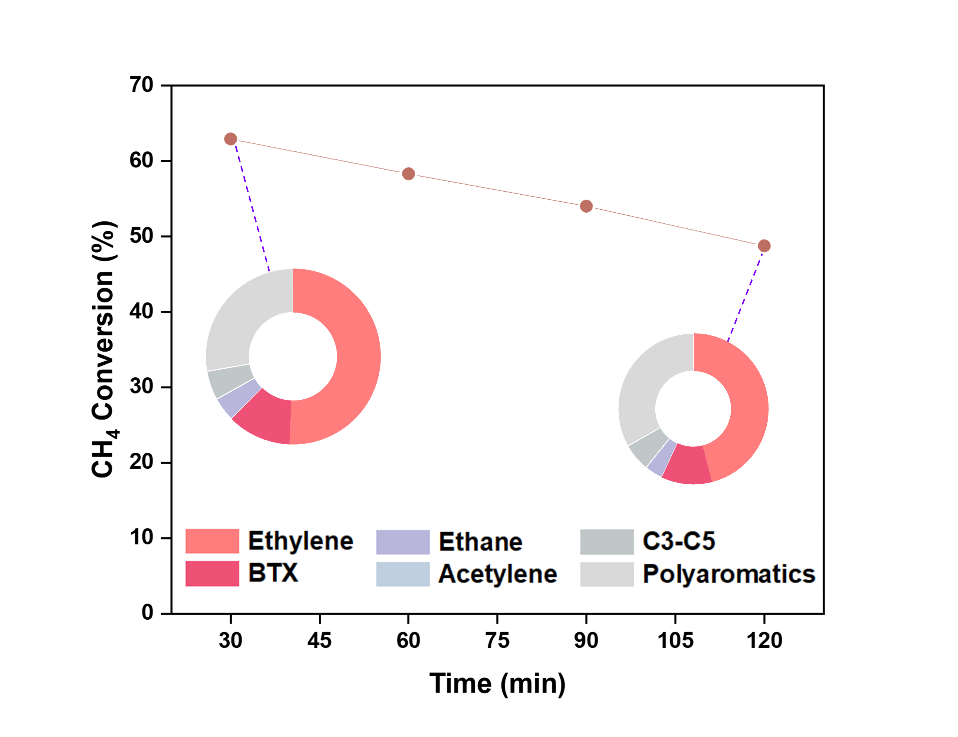 70
60
50
40
30
20
10
0
CH4 Conversion (%)
Ethylene
Ethane
C3-C5
BTX
Acetylene
Polyaromatics
30 45 60 75 90 105 120
Time (min)